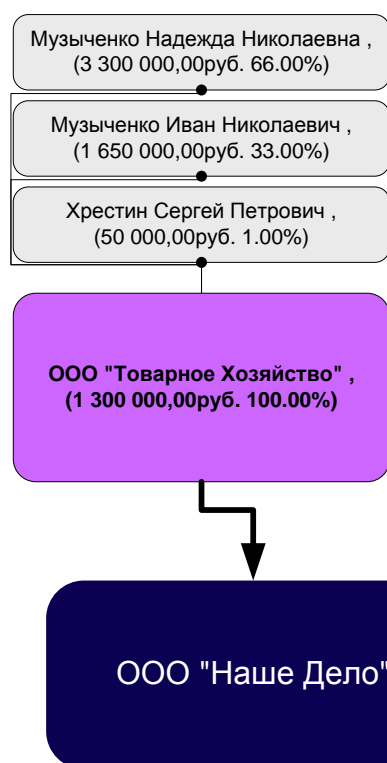 Музыченко Надежда Николаевна ,
(3 300 000,00руб. 66.00%)
Музыченко Иван Николаевич ,
(1 650 000,00руб. 33.00%)
Хрестин Сергей Петрович ,
(50 000,00руб. 1.00%)
ООО "Товарное Хозяйство" ,
(1 300 000,00руб. 100.00%)
ООО "Наше Дело"